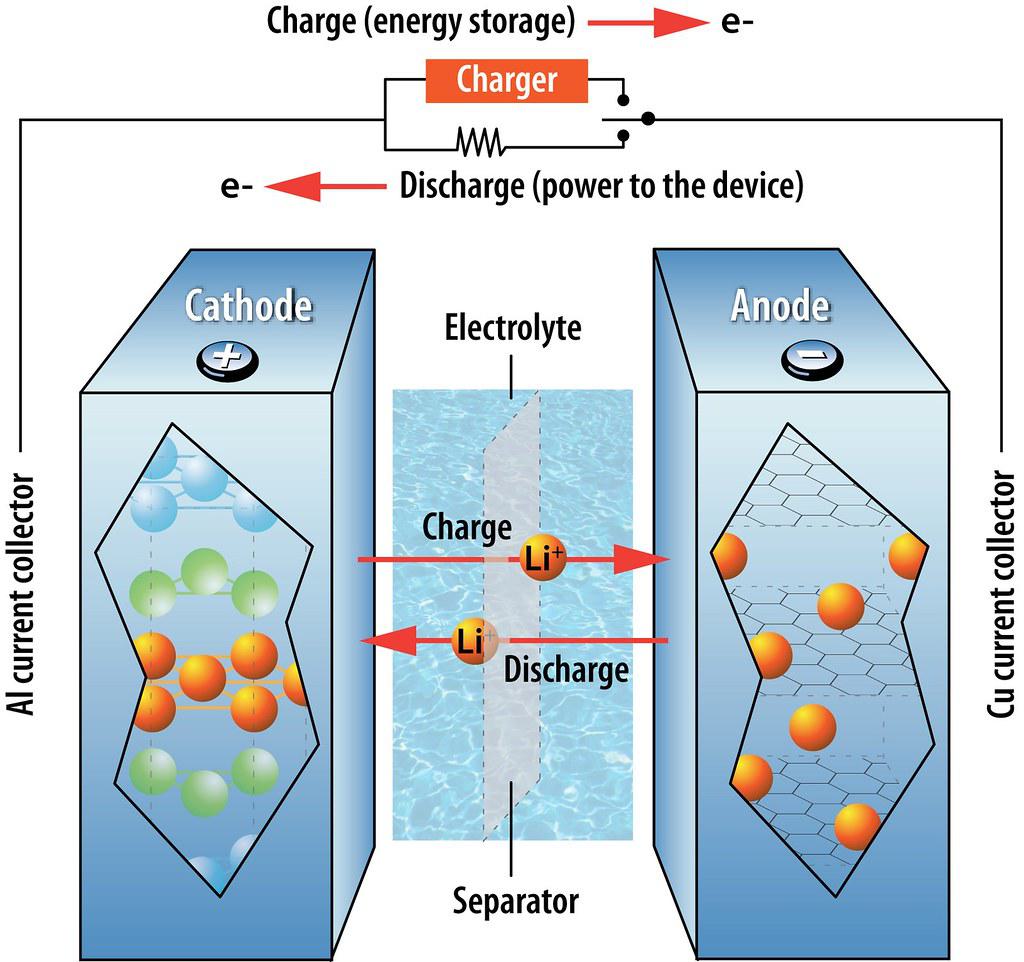 Charge (energy storage) e-
Charger
e- Discharge (power to the device)
Cathode
+
Anode
-
Electrolyte
Al current collector
Cu current collector
Charge
Li+
Li+
Discharge
Separator